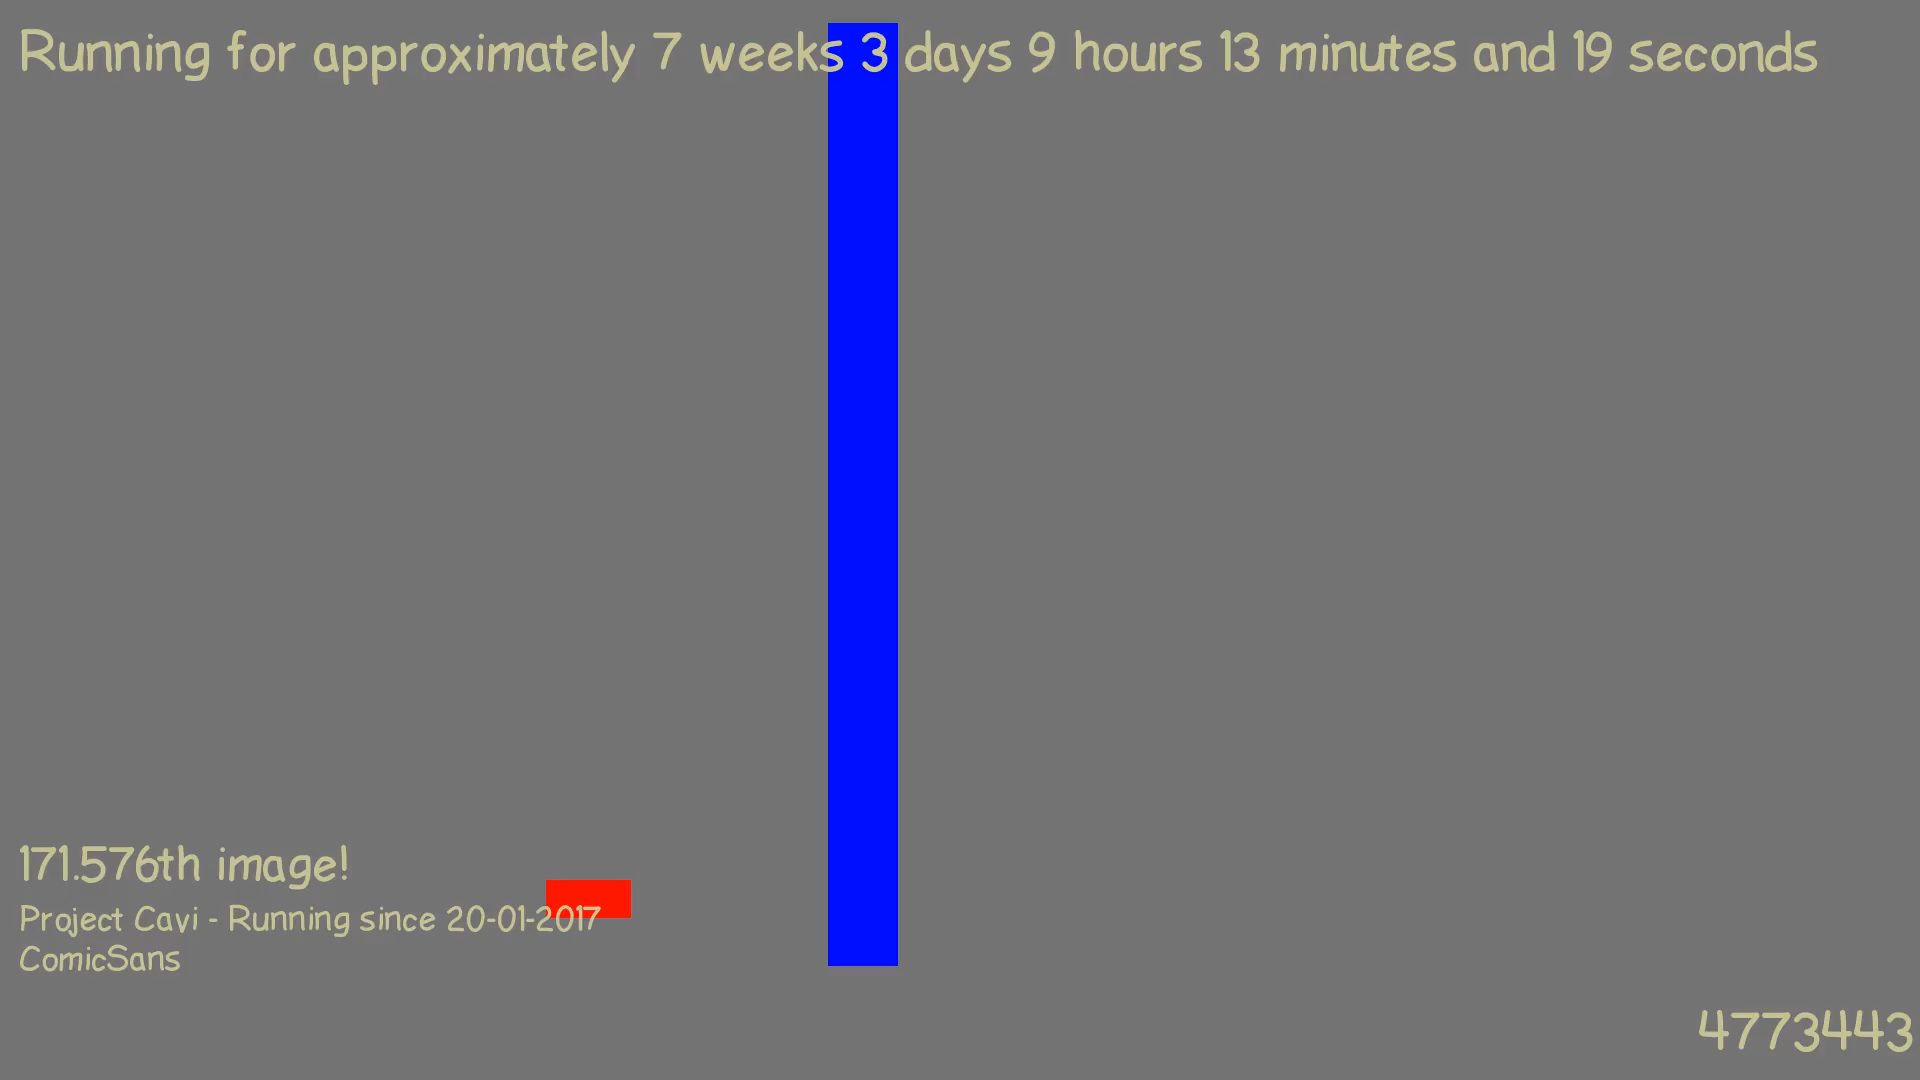 Running for approximately 7 weeks 3 days 9 hours 13 minutes and 19 seconds
171.576th image!
Project Cavi - Running since 20-01-2017
ComicSans
4773443